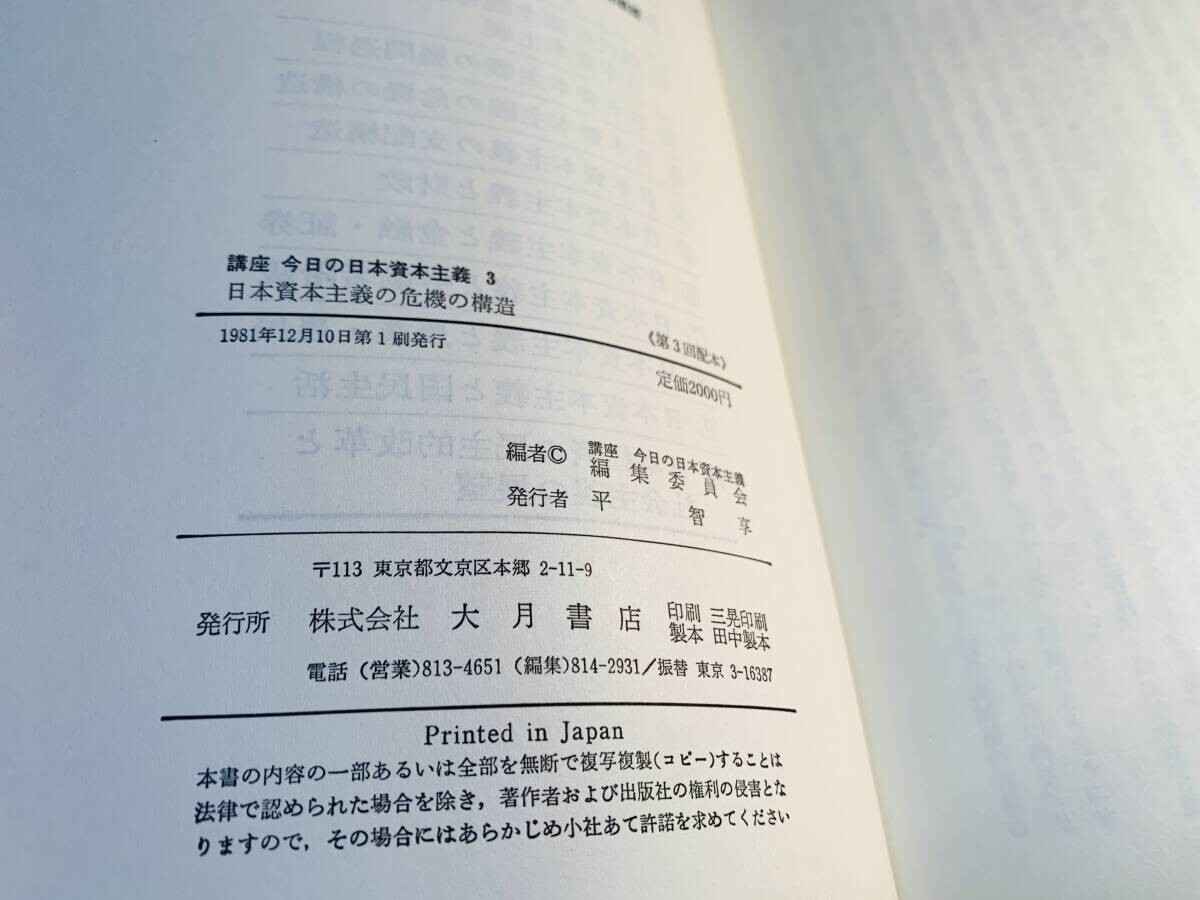 講座 今日の日本資本主義 3
日本資本主義の危機の構造
1981年12月10日第1刷発行
《第3回配本》
定価2000円
編者© 講座 今日の日本資本主義
編集委員会
発行者 平 智 享
〒113 東京都文京区本郷 2-11-9
発行所 株式会社 大月書店 印刷 三晃印刷
製本 田中製本
電話 (営業)813-4651 (編集)814-2931/振替 東京 3-16387
Printed in Japan
本書の内容の一部あるいは全部を無断で複写複製(コピー)することは
法律で認められた場合を除き，著作者および出版社の権利の侵害とな
りますので，その場合にはあらかじめ小社あて許諾を求めてください